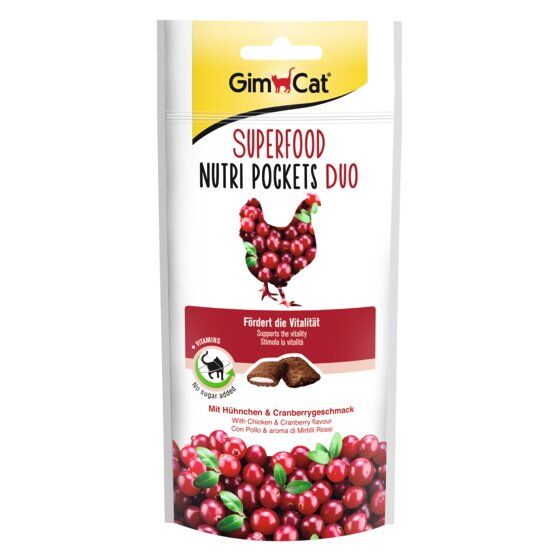 GimCat®
SUPERFOOD
NUTRI POCKETS DUO
Fördert die Vitalität
Supports the vitality
Stimola la vitalità
+ VITAMINS
No sugar added
Mit Hühnchen & Cranberrygeschmack
With Chicken & Cranberry flavour
Con Pollo & aroma di Mirtilli Rossi